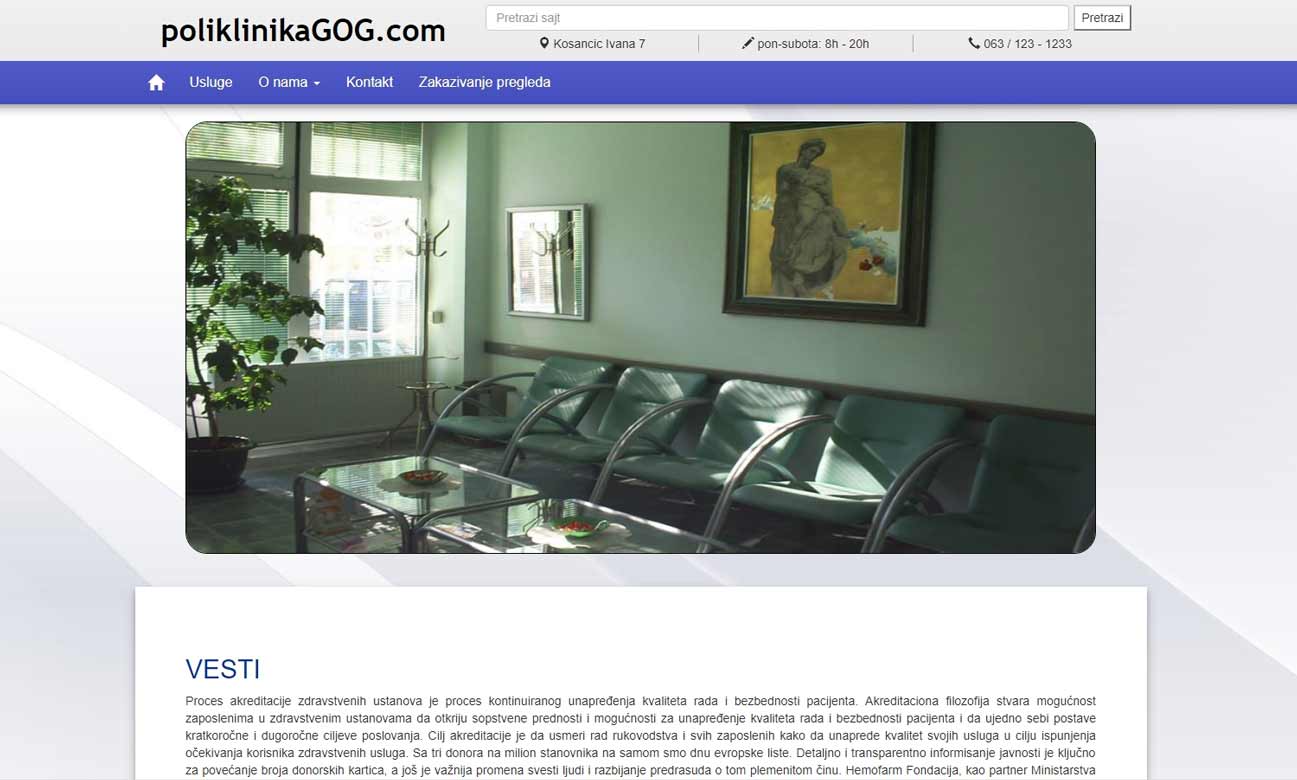 poliklinikaGOG.com
Pretrazi sajt
Pretrazi
Kosancic Ivana 7
pon-subota: 8h - 20h
063 / 123 - 1233
Usluge
O nama
Kontakt
Zakazivanje pregleda
VESTI
Proces akreditacije zdravstvenih ustanova je proces kontinuiranog unapređenja kvaliteta rada i bezbednosti pacijenta. Akreditaciona filozofija stvara mogućnost
zaposlenima u zdravstvenim ustanovama da otkriju sopstvene prednosti i mogućnosti za unapređenje kvaliteta rada i bezbednosti pacijenta i da ujedno sebi postave
kratkoročne i dugoročne ciljeve poslovanja. Cilj akreditacije je da usmeri rad rukovodstva i svih zaposlenih kako da unaprede kvalitet svojih usluga u cilju ispunjenja
očekivanja korisnika zdravstvenih usluga. Sa tri donora na milion stanovnika na samom smo dnu evropske liste. Detaljno i transparentno informisanje javnosti je ključno
za povećanje broja donorskih kartica, a još je važnija promena svesti ljudi i razbijanje predrasuda o tom plemenitom činu. Hemofarm Fondacija, kao partner Ministarstva